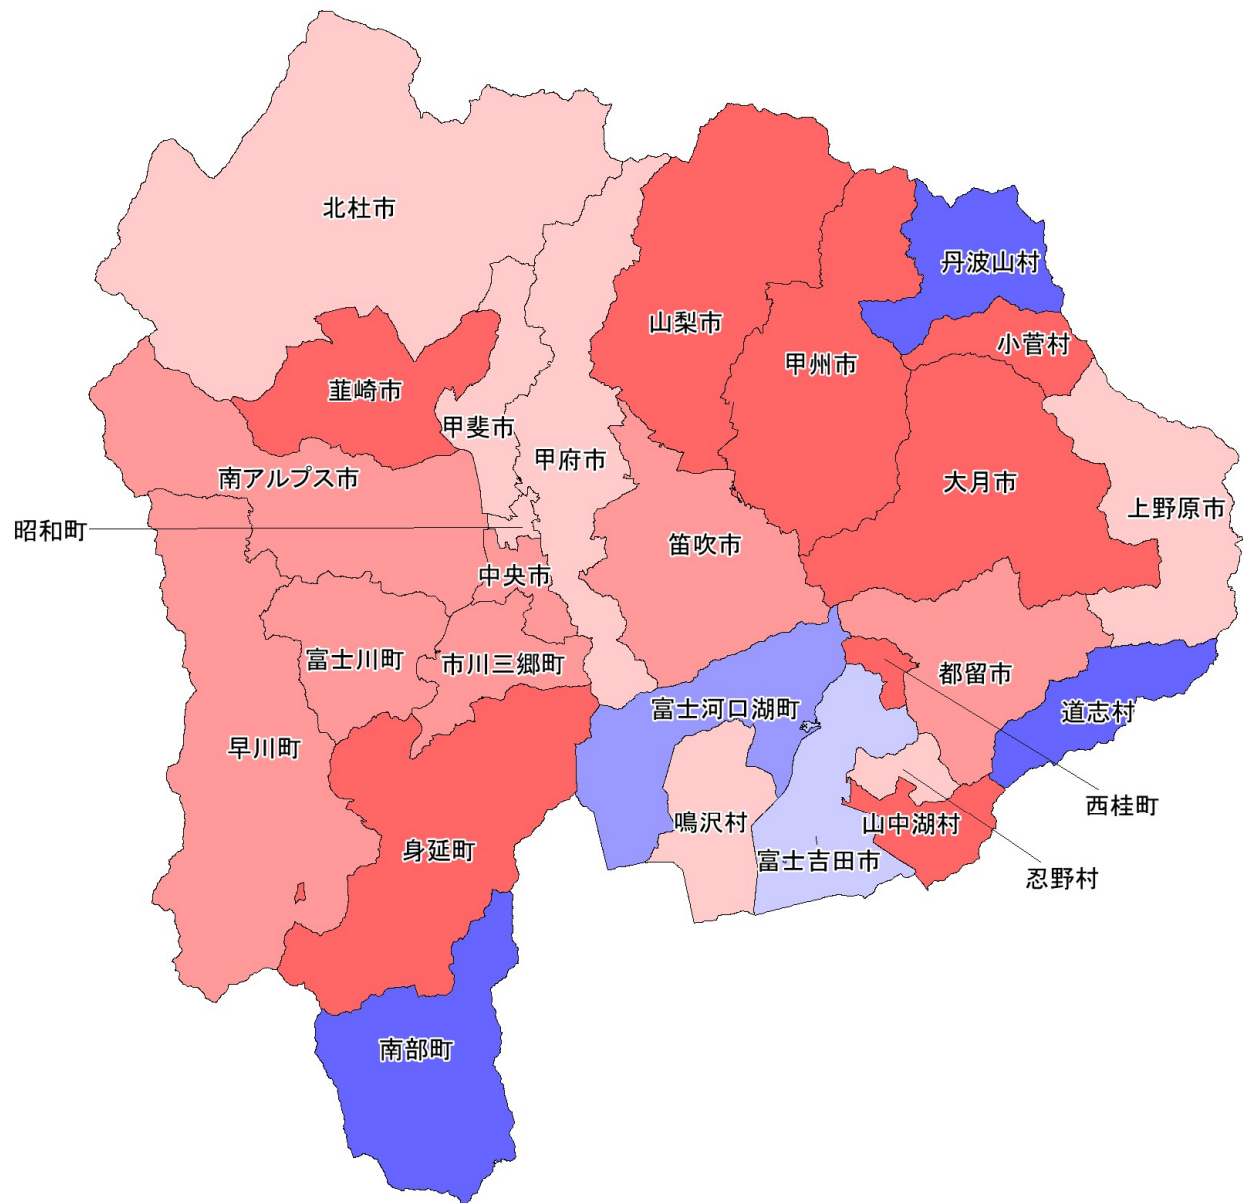 北杜市
丹波山村
山梨市
小菅村
甲州市
韮崎市
甲斐市
甲府市
南アルプス市
大月市
上野原市
昭和町
笛吹市
中央市
富士川町
市川三郷町
都留市
富士河口湖町
道志村
早川町
西桂町
鳴沢村
山中湖村
身延町
富士吉田市
忍野村
南部町